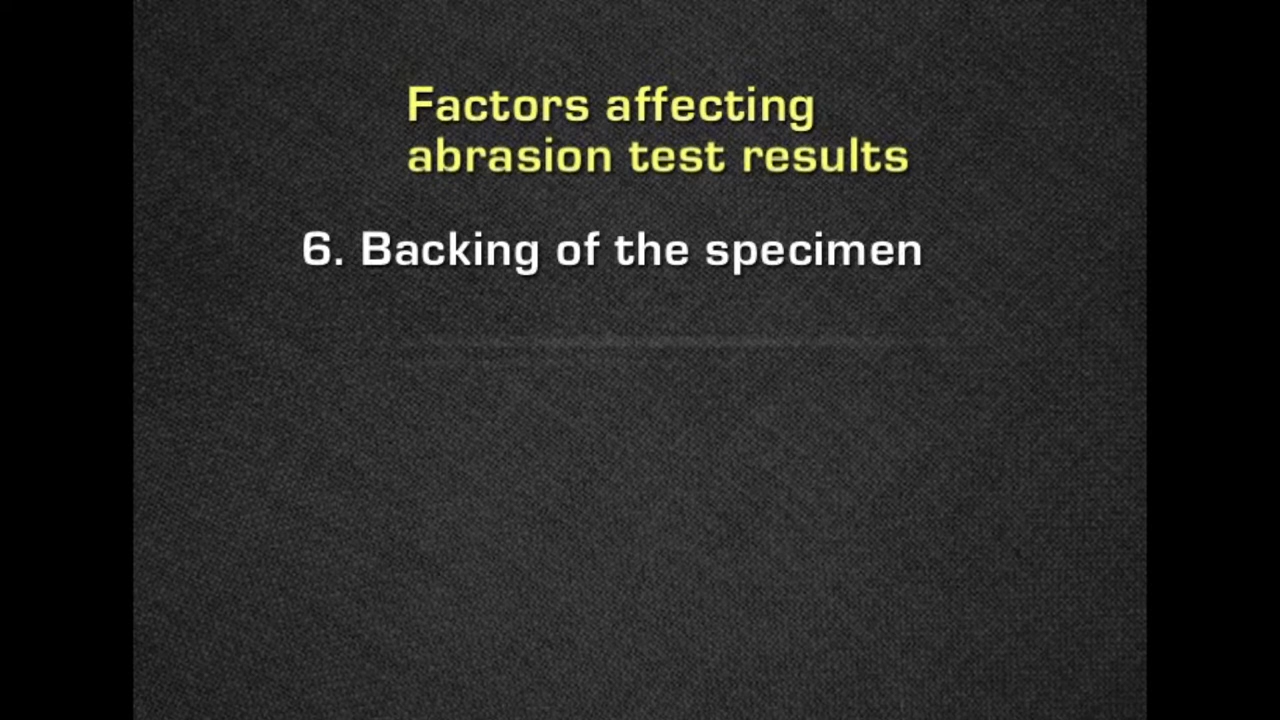 Factors affecting
abrasion test results
6. Backing of the specimen